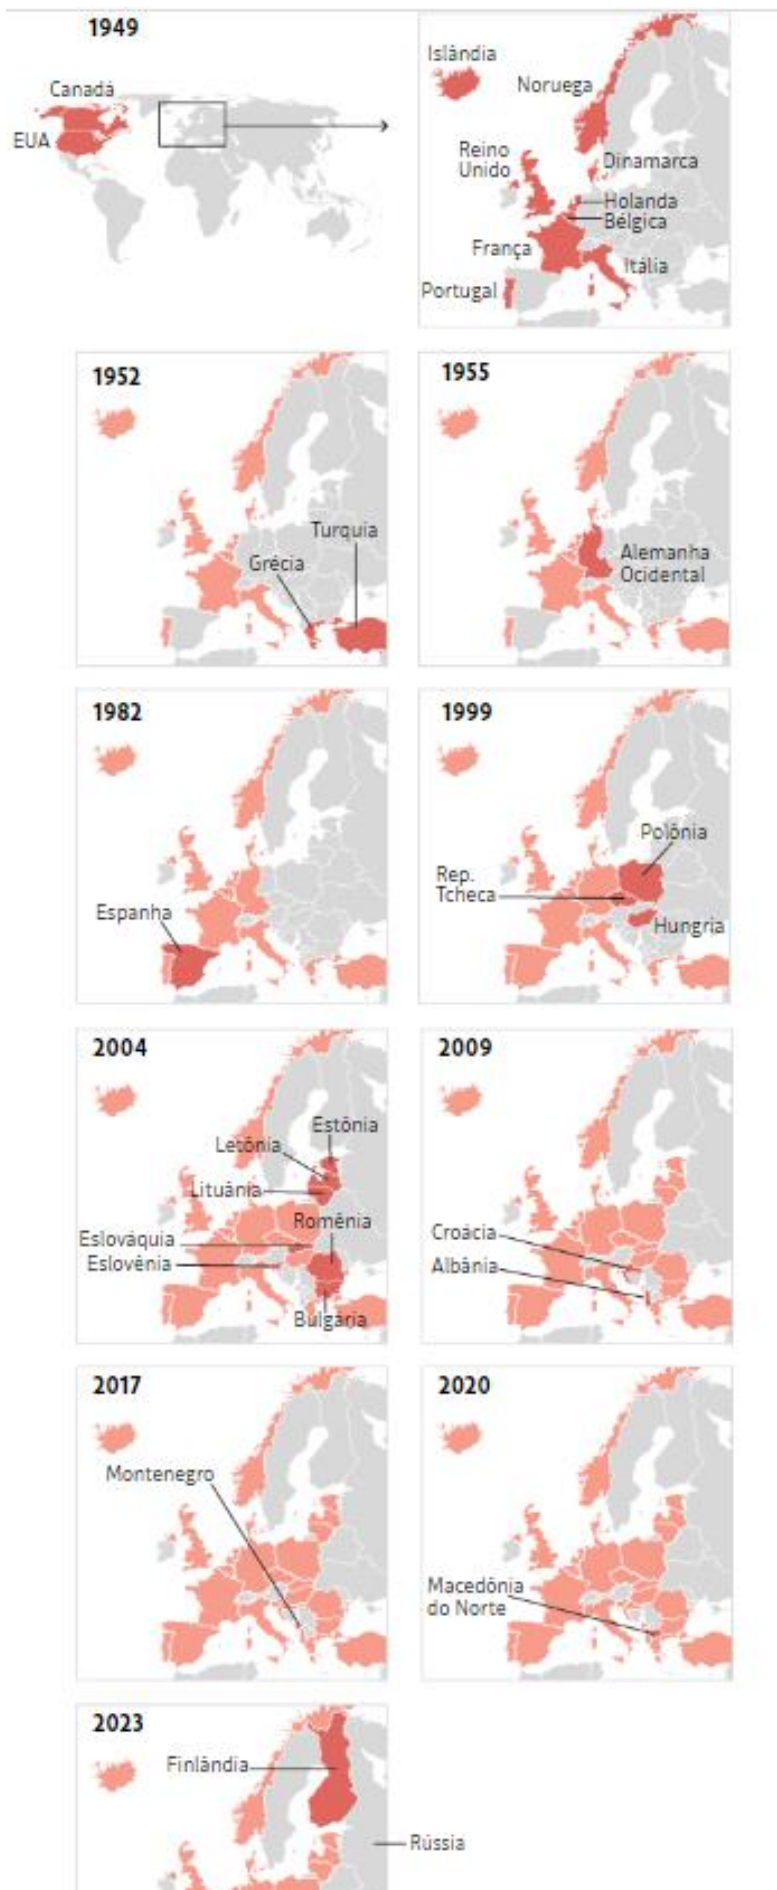 1949
Canadá
EUA
Islândia
Noruega
Reino
Unido
Dinamarca
Holanda
Bélgica
França
Itália
Portugal
1952
Turquia
Grécia
1955
Alemanha
Ocidental
1982
Espanha
1999
Polônia
Rep.
Tcheca
Hungria
2004
Estônia
Letônia
Lituânia
Romênia
Eslováquia
Eslovênia
Bulgária
2009
Croácia
Albânia
2017
Montenegro
2020
Macedônia
do Norte
2023
Finlândia
Rússia